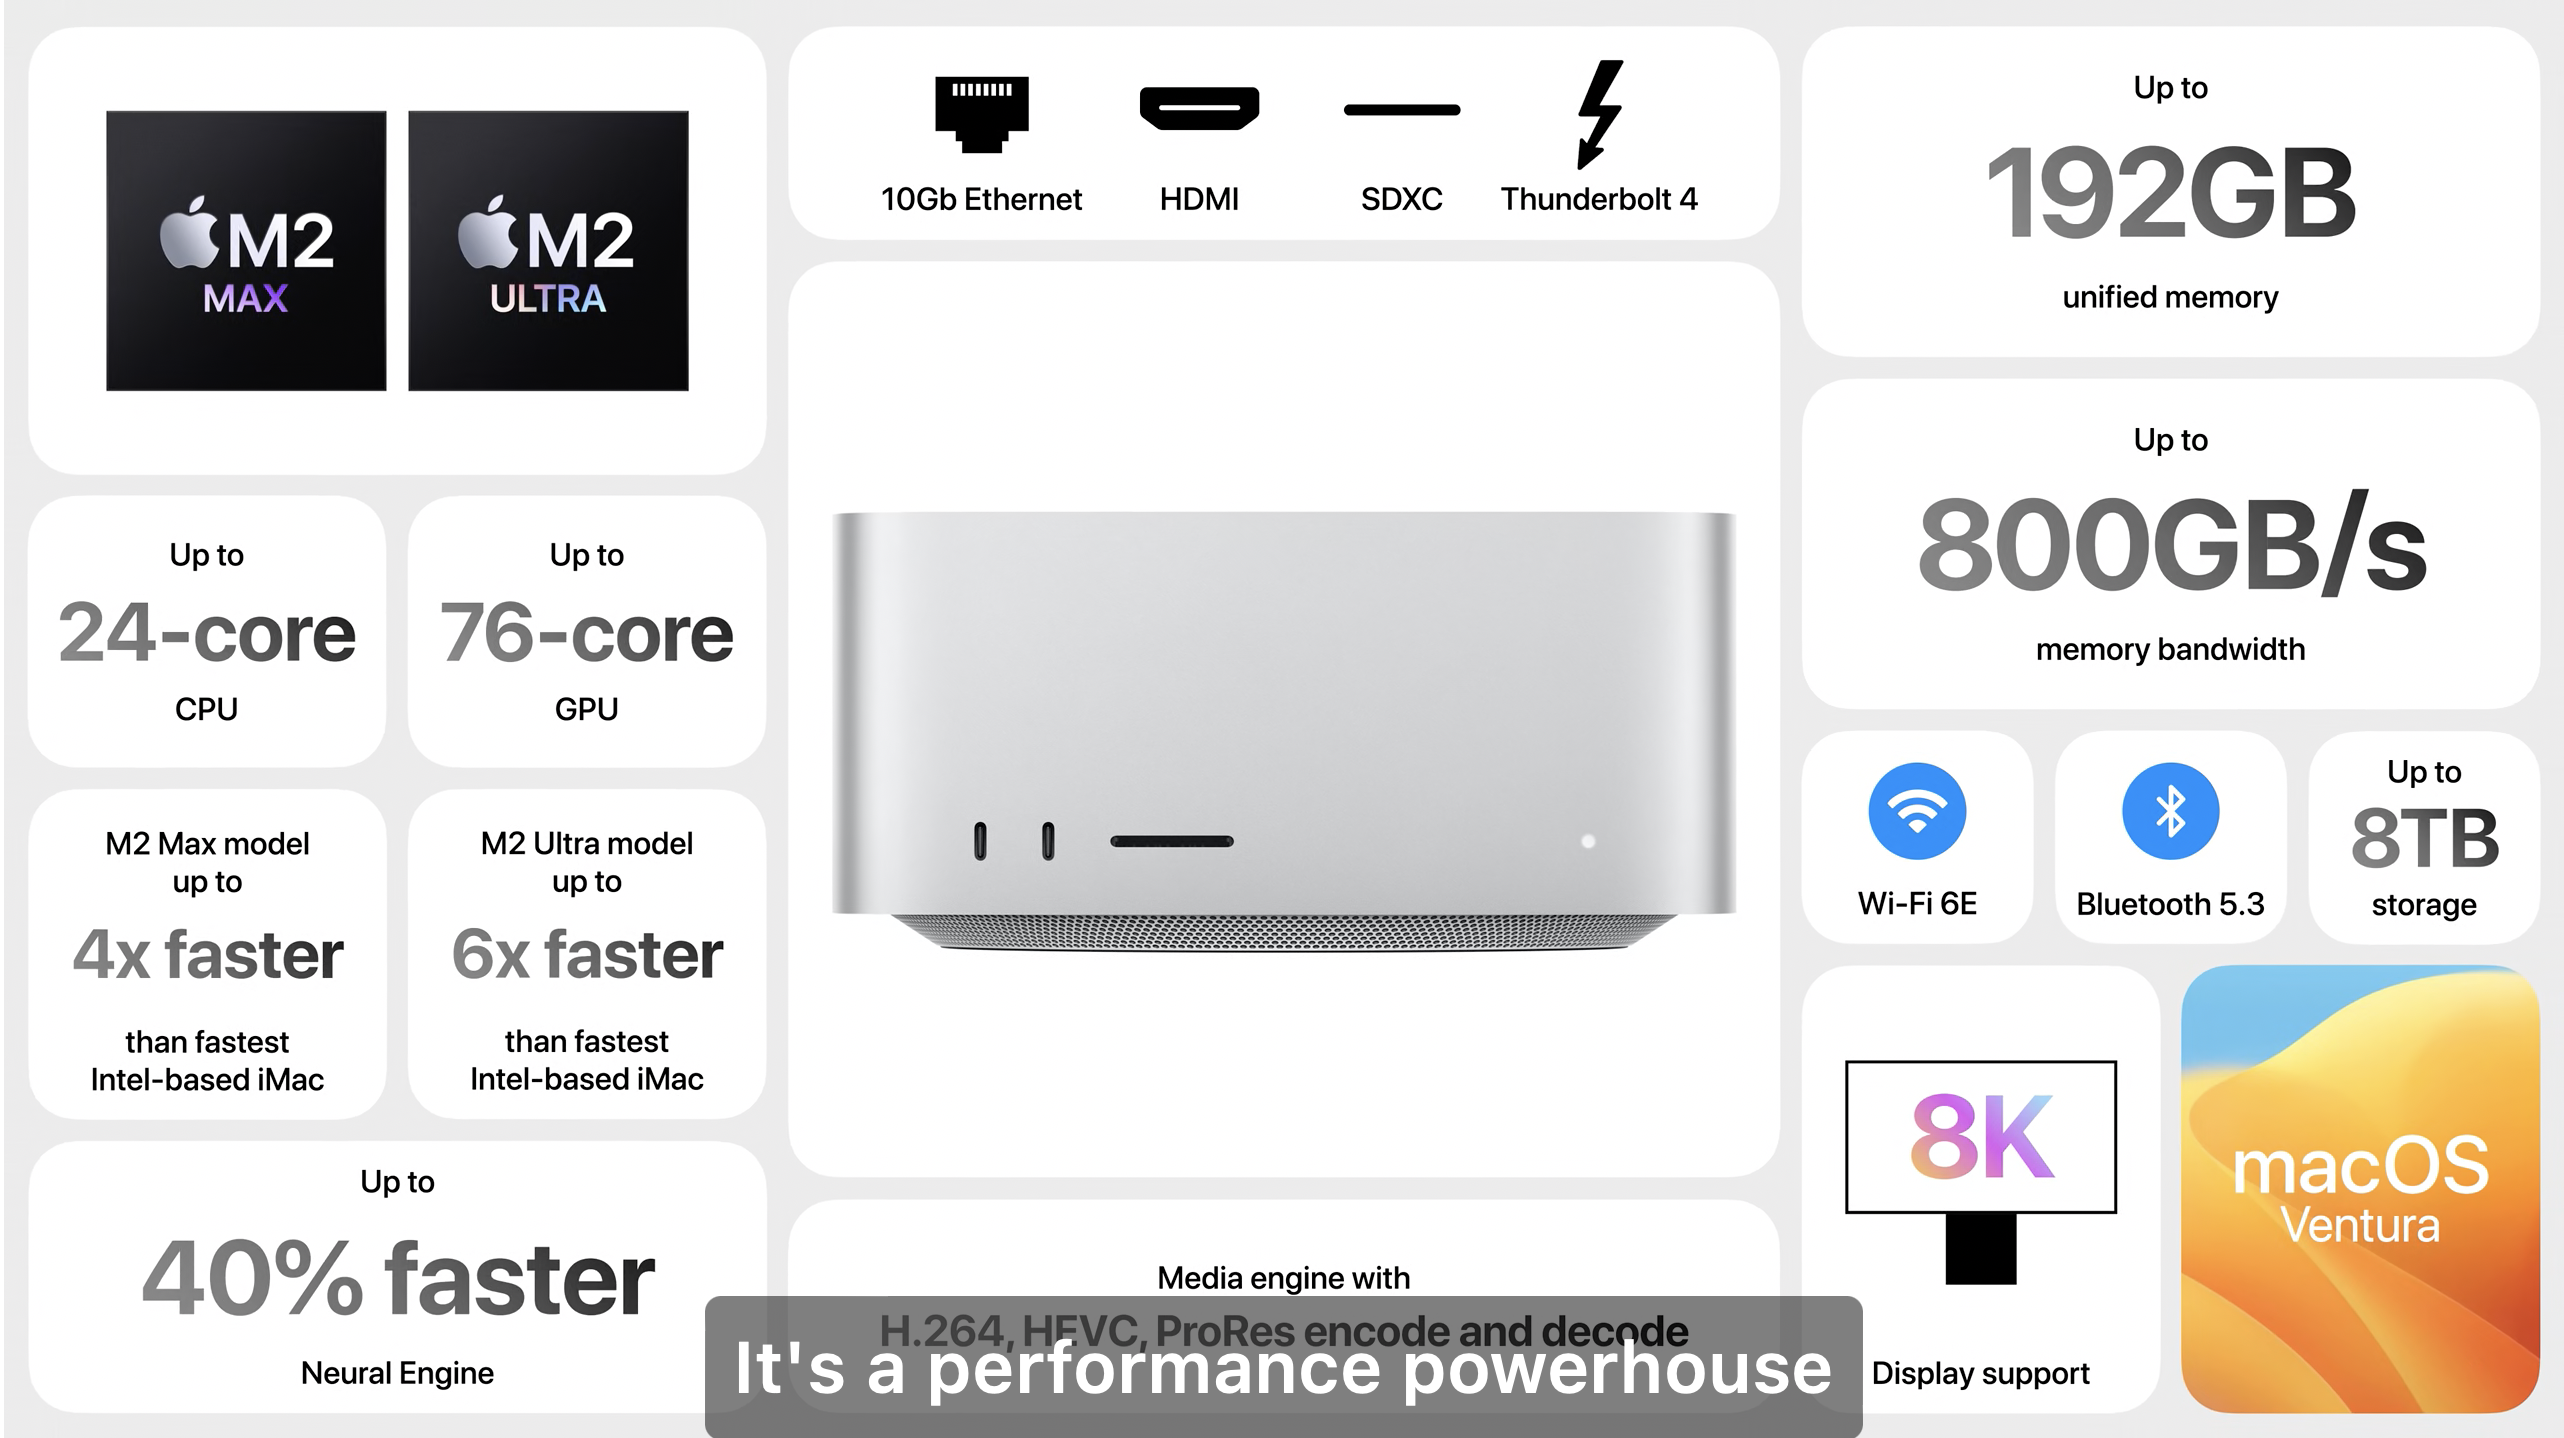 M2
MAX
M2
ULTRA
Up to
24-core
CPU
Up to
76-core
GPU
M2 Max model
up to
4x faster
than fastest
Intel-based iMac
M2 Ultra model
up to
6x faster
than fastest
Intel-based iMac
Up to
40% faster
Neural Engine
10Gb Ethernet
HDMI
SDXC
Thunderbolt 4
Media engine with
H.264, HEVC, ProRes encode and decode
It's a performance powerhouse
Up to
192GB
unified memory
Up to
800GB/s
memory bandwidth
Wi-Fi 6E
Bluetooth 5.3
Up to
8TB
storage
8K
Display support
macOS
Ventura